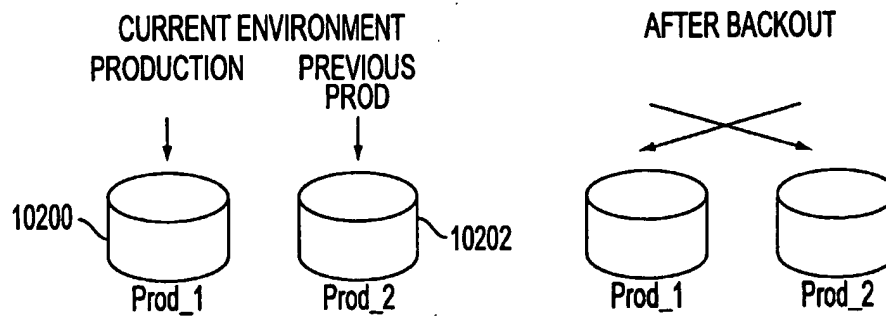 CURRENT ENVIRONMENT
PRODUCTION
PREVIOUS
PROD
10200
10202
Prod_1
Prod_2
AFTER BACKOUT
Prod_1
Prod_2